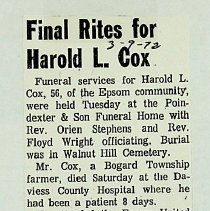 Final Rites for
Harold L. Cox
3-7-72
Funeral services for Harold L.
Cox, 56, of the Epsom community,
were held Tuesday at the Poin-
dexter & Son Funeral Home with
Rev. Orien Stephens and Rev.
Floyd Wright officiating. Burial
was in Walnut Hill Cemetery.
Mr. Cox, a Bogard Township
farmer, died Saturday at the Da-
viess County Hospital where he
had been a patient 8 days.